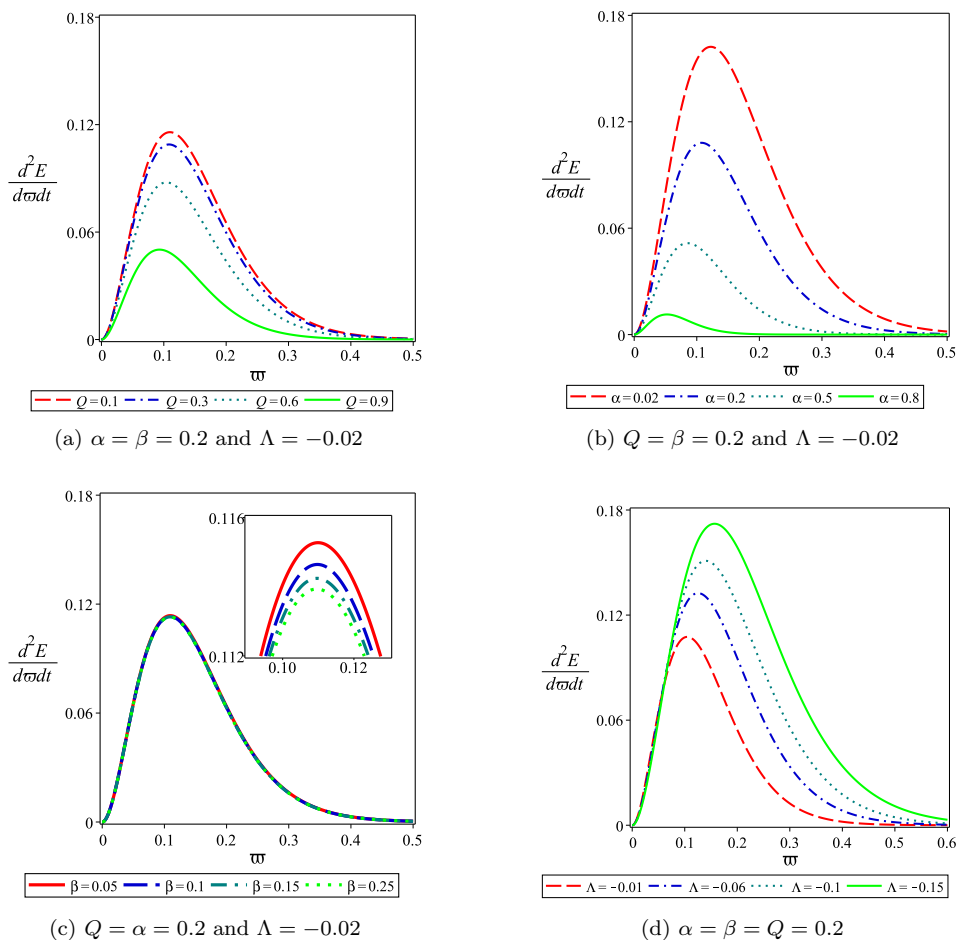 0.18
0.12
0.06
0
d²E
dϖdt
0 0.1 0.2 0.3 0.4 0.5
ϖ
Q=0.1 Q=0.3 Q=0.6 Q=0.9
(a) α = β = 0.2 and Λ = −0.02
0.18
0.12
0.06
0
d²E
dϖdt
0 0.1 0.2 0.3 0.4 0.5
ϖ
α=0.02 α=0.2 α=0.5 α=0.8
(b) Q = β = 0.2 and Λ = −0.02
0.18
0.12
0.06
0
d²E
dϖdt
0.116
0.112
0.10 0.12
0 0.1 0.2 0.3 0.4 0.5
ϖ
β=0.05 β=0.1 β=0.15 β=0.25
(c) Q = α = 0.2 and Λ = −0.02
0.18
0.12
0.06
0
d²E
dϖdt
0 0.1 0.2 0.3 0.4 0.5 0.6
ϖ
Λ=−0.01 Λ=−0.06 Λ=−0.1 Λ=−0.15
(d) α = β = Q = 0.2